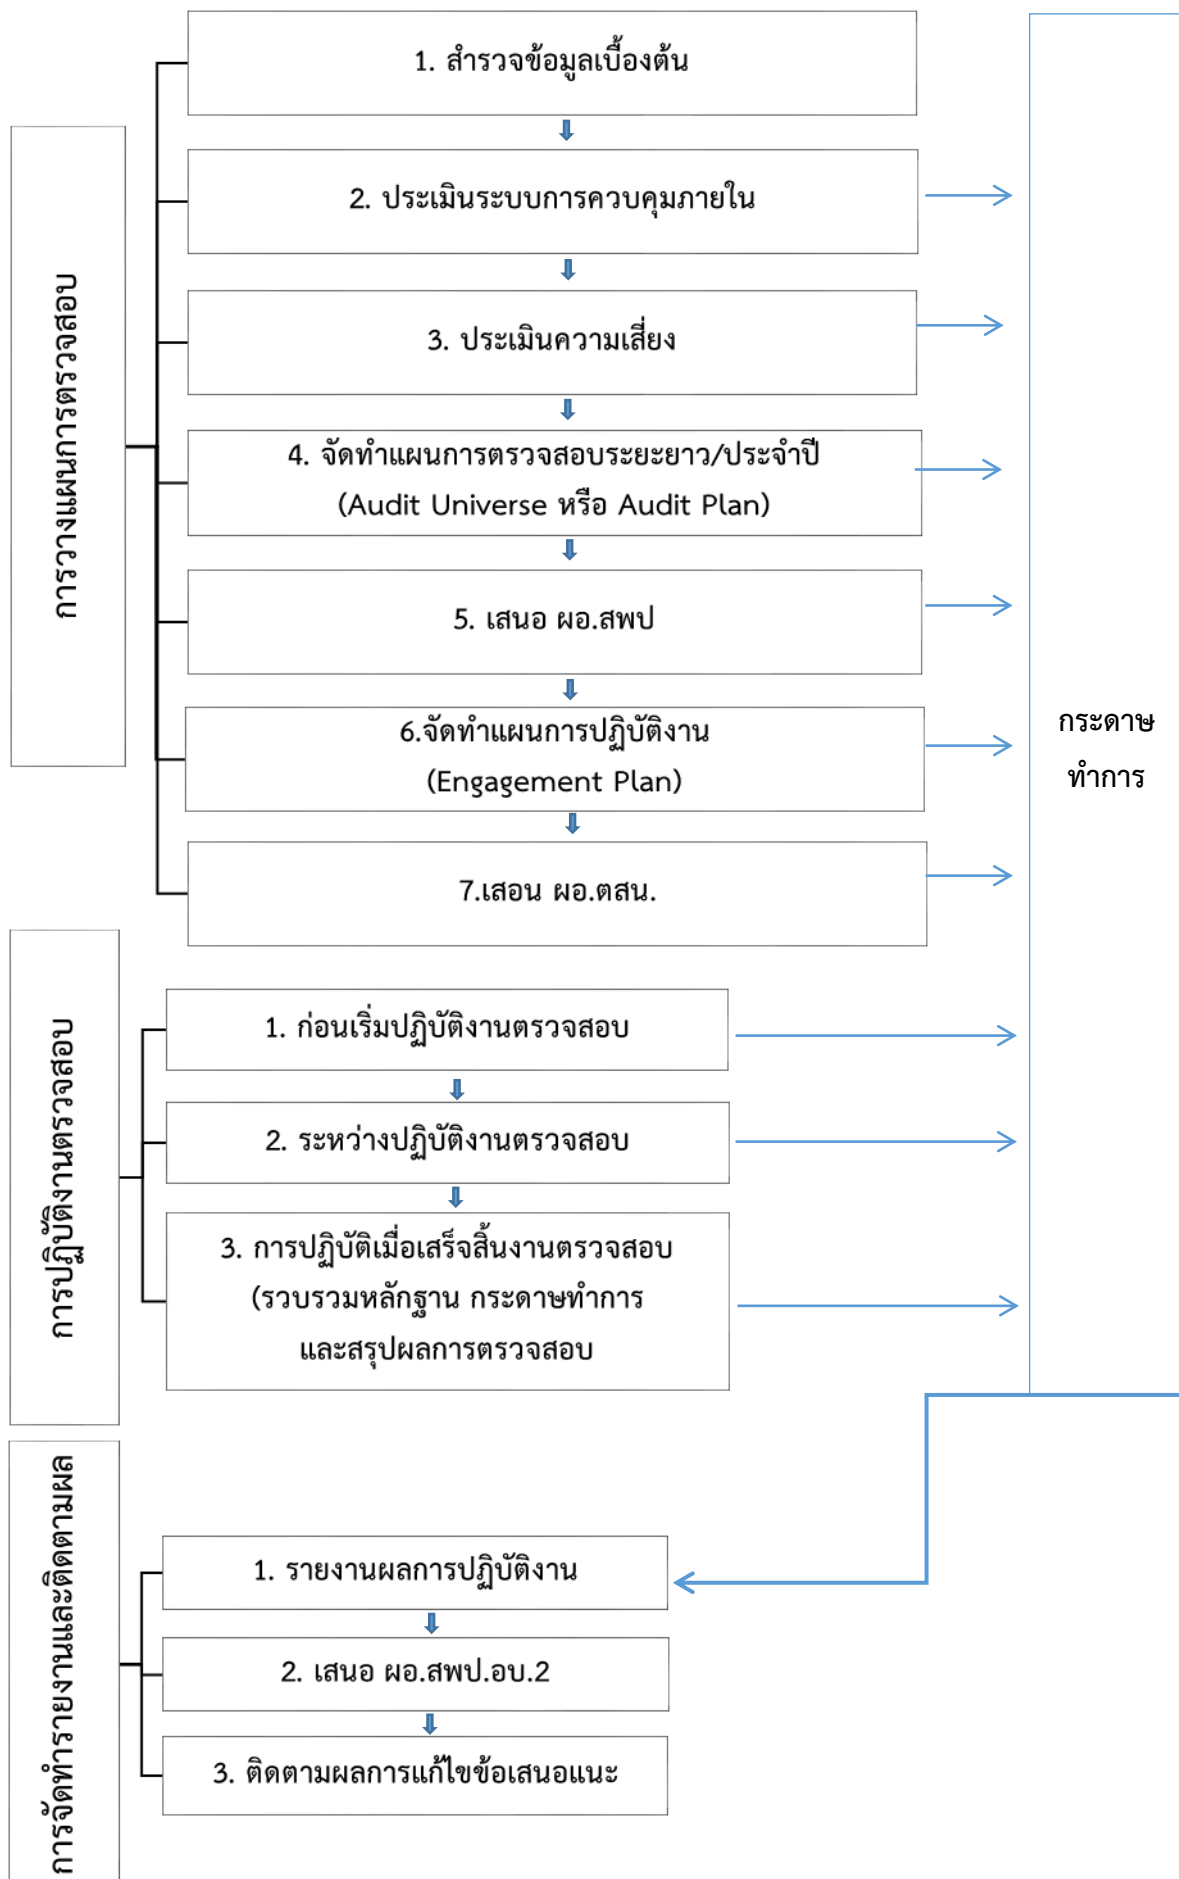 การวางแผนการตรวจสอบ
1. สำรวจข้อมูลเบื้องต้น
2. ประเมินระบบการควบคุมภายใน
3. ประเมินความเสี่ยง
4. จัดทำแผนการตรวจสอบระยะยาว/ประจำปี
(Audit Universe หรือ Audit Plan)
5. เสนอ ผอ.สพป
6.จัดทำแผนการปฏิบัติงาน
(Engagement Plan)
7.เสอน ผอ.ตสน.
กระดาษ
ทำการ
การปฏิบัติงานตรวจสอบ
1. ก่อนเริ่มปฏิบัติงานตรวจสอบ
2. ระหว่างปฏิบัติงานตรวจสอบ
3. การปฏิบัติเมื่อเสร็จสิ้นงานตรวจสอบ
(รวบรวมหลักฐาน กระดาษทำการ
และสรุปผลการตรวจสอบ
การจัดทำรายงานและติดตามผล
1. รายงานผลการปฏิบัติงาน
2. เสนอ ผอ.สพป.อบ.2
3. ติดตามผลการแก้ไขข้อเสนอแนะ